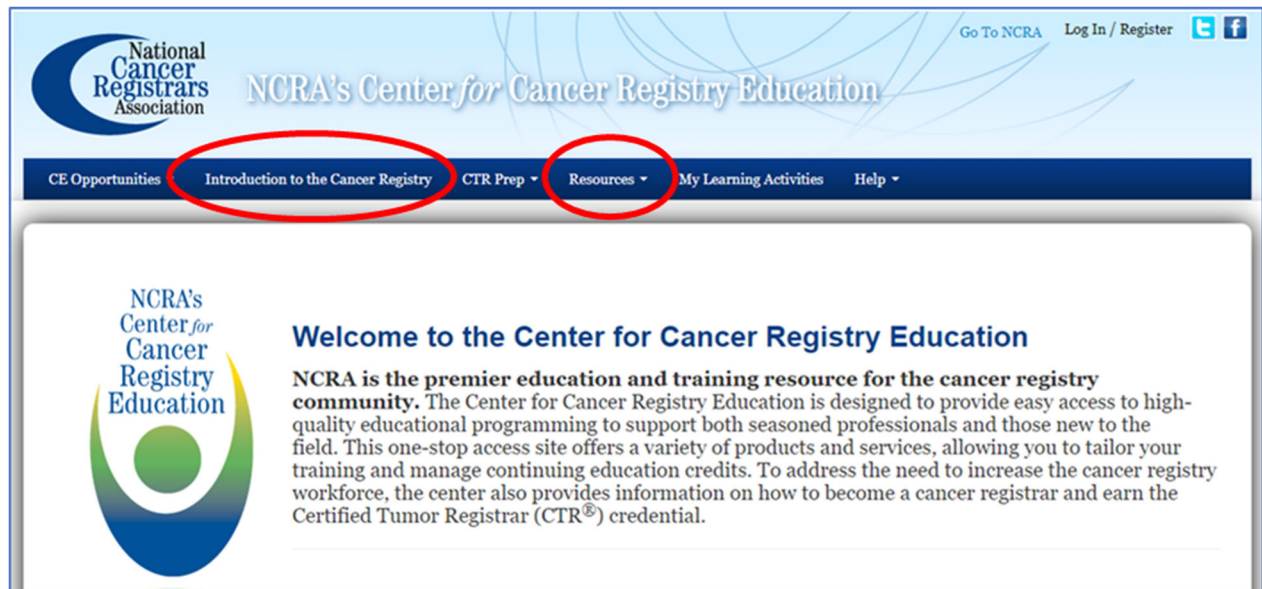 National
Cancer
Registrars
Association
NCRA's Center for Cancer Registry Education
Go To NCRA Log In / Register
CE Opportunities Introduction to the Cancer Registry CTR Prep Resources My Learning Activities Help
NCRA's
Center for
Cancer
Registry
Education
Welcome to the Center for Cancer Registry Education
NCRA is the premier education and training resource for the cancer registry
community. The Center for Cancer Registry Education is designed to provide easy access to high-
quality educational programming to support both seasoned professionals and those new to the
field. This one-stop access site offers a variety of products and services, allowing you to tailor your
training and manage continuing education credits. To address the need to increase the cancer registry
workforce, the center also provides information on how to become a cancer registrar and earn the
Certified Tumor Registrar (CTR®) credential.